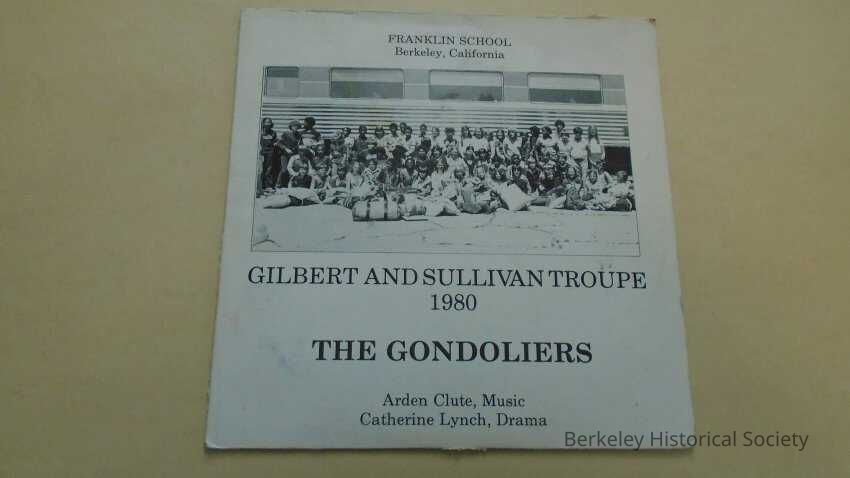 FRANKLIN SCHOOL
Berkeley, California
GILBERT AND SULLIVAN TROUPE
1980
THE GONDOLIERS
Arden Clute, Music
Catherine Lynch, Drama
Berkeley Historical Society